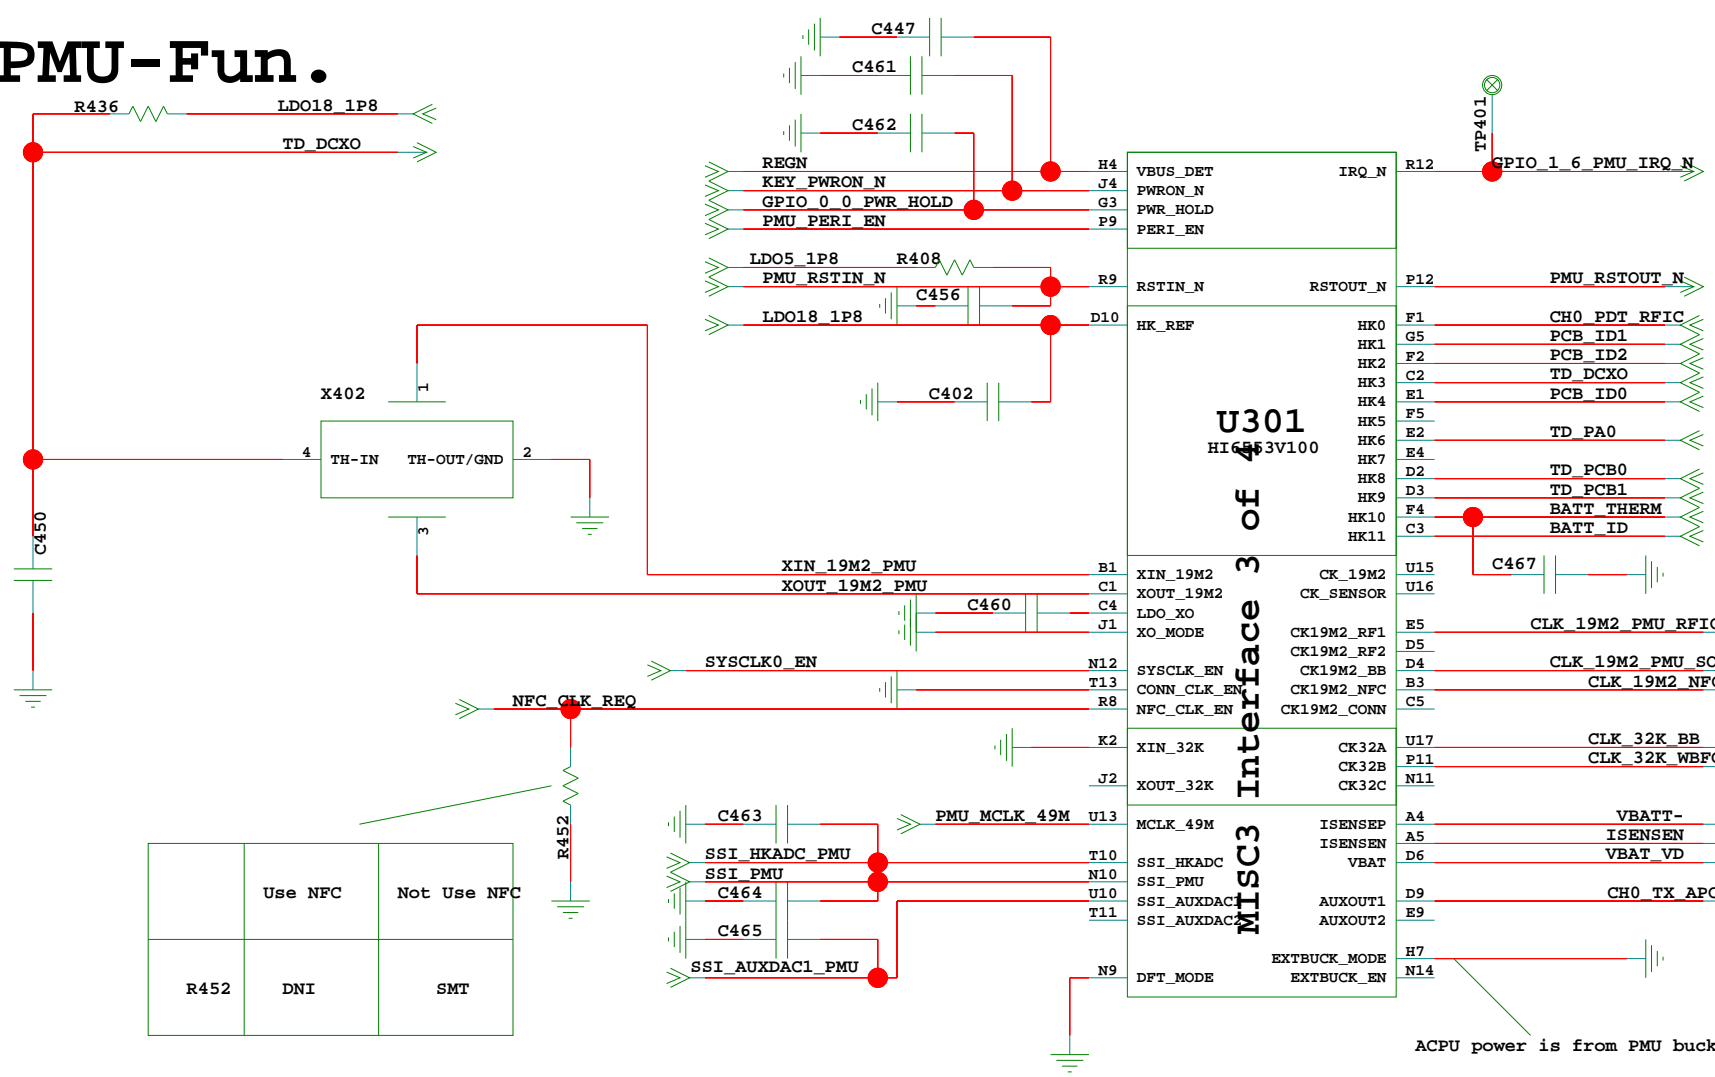 PMU-Fun.
R436 LDO18_1P8
TD_DCXO
C447
C461
C462
TP401
REGN H4 VBUS_DET IRQ_N R12 GPIO_1_6_PMU_IRQ_N
KEY_PWRON_N J4 PWRON_N
GPIO_0_0_PWR_HOLD G3 PWR_HOLD
PMU_PERI_EN P9 PERI_EN
LDO5_1P8 R408
PMU_RSTIN_N R9 RSTIN_N RSTOUT_N P12 PMU_RSTOUT_N
C456
LDO18_1P8 D10 HK_REF HK0 F1 CH0_PDT_RFIC
HK1 G5 PCB_ID1
HK2 F2 PCB_ID2
HK3 C2 TD_DCXO
C402 HK4 E1 PCB_ID0
U301 HK5 F5
HI6553V100 HK6 E2 TD_PA0
HK7 E4
HK8 D2 TD_PCB0
HK9 D3 TD_PCB1
HK10 F4 BATT_THERM
HK11 C3 BATT_ID
C467
X402
1
4 TH-IN TH-OUT/GND 2
3
C450
MISC3 Interface 3 of 4
XIN_19M2_PMU B1 XIN_19M2 CK_19M2 U15
XOUT_19M2_PMU C1 XOUT_19M2 CK_SENSOR U16
C460 C4 LDO_XO
J1 XO_MODE CK19M2_RF1 E5 CLK_19M2_PMU_RFIC
CK19M2_RF2 D5
SYSCLK0_EN N12 SYSCLK_EN CK19M2_BB D4 CLK_19M2_PMU_SO
T13 CONN_CLK_EN CK19M2_NFC B3 CLK_19M2_NFC
NFC_CLK_REQ R8 NFC_CLK_EN CK19M2_CONN C5
K2 XIN_32K CK32A U17 CLK_32K_BB
CK32B P11 CLK_32K_WBFG
J2 XOUT_32K CK32C N11
R452
C463 PMU_MCLK_49M U13 MCLK_49M ISENSEP A4 VBATT-
ISENSEN A5 ISENSEN
SSI_HKADC_PMU T10 SSI_HKADC VBAT D6 VBAT_VD
SSI_PMU N10 SSI_PMU
C464 U10 SSI_AUXDAC1 AUXOUT1 D9 CH0_TX_APC
T11 SSI_AUXDAC2 AUXOUT2 E9
C465
EXTBUCK_MODE H7
SSI_AUXDAC1_PMU N9 DFT_MODE EXTBUCK_EN N14
Use NFC Not Use NFC
R452 DNI SMT
ACPU power is from PMU buck